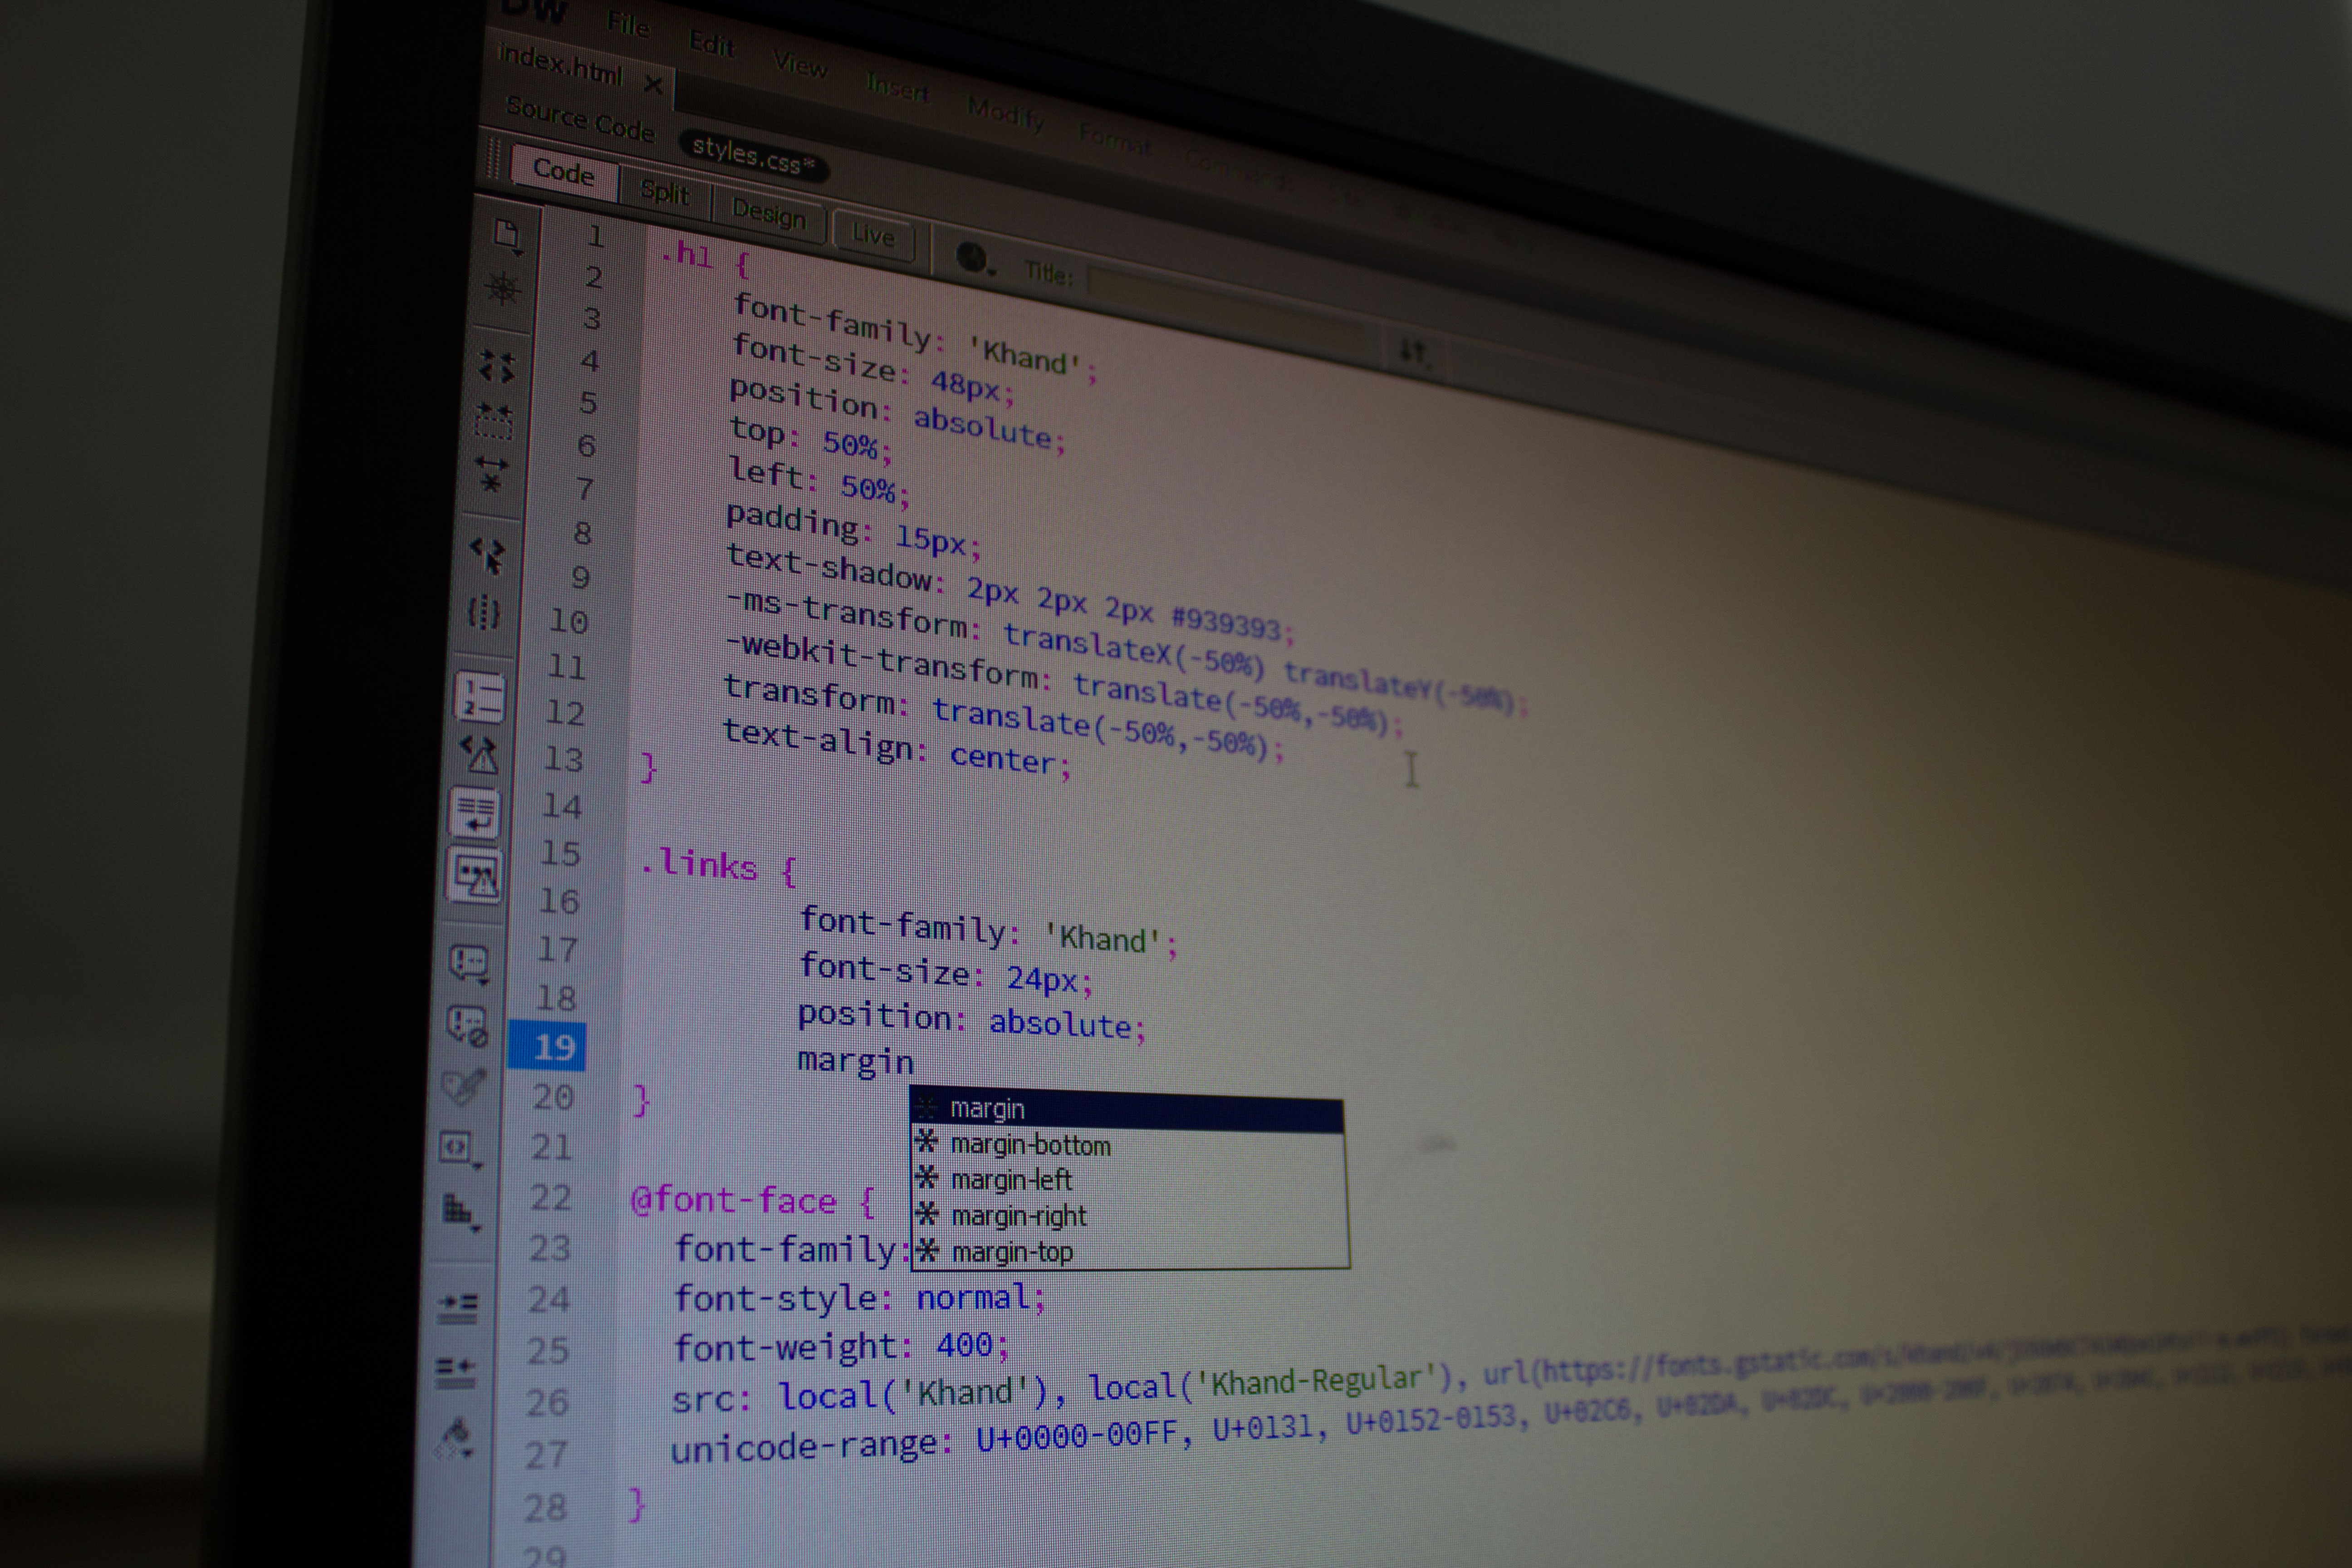 DW File Edit View Insert Modify Format Commands
index.html
Source Code styles.css*
Code Split Design Live Title:
1 .h1 {
2 font-family: 'Khand';
3 font-size: 48px;
4 position: absolute;
5 top: 50%;
6 left: 50%;
7 padding: 15px;
8 text-shadow: 2px 2px 2px #939393;
9 -ms-transform: translateX(-50%) translateY(-50%);
10 -webkit-transform: translate(-50%,-50%);
11 transform: translate(-50%,-50%);
12 text-align: center;
13 }
14
15 .links {
16 font-family: 'Khand';
17 font-size: 24px;
18 position: absolute;
19 margin
margin
margin-bottom
margin-left
margin-right
margin-top
20 }
21
22 @font-face {
23 font-family:
24 font-style: normal;
25 font-weight: 400;
26 src: local('Khand'), local('Khand-Regular'), url(https://fonts.gstatic.com/s/khand/
27 unicode-range: U+0000-00FF, U+0131, U+0152-0153, U+02C6, U+02DA, U+02DC, U+2000-206F,
28 }
29